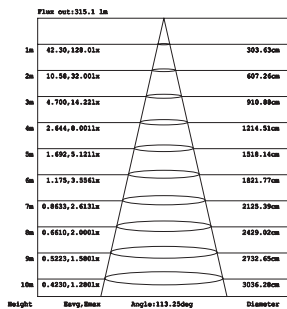 Flux out:315.1 lm
1m 42.30,128.0lx 303.63cm
2m 10.58,32.00lx 607.26cm
3m 4.700,14.22lx 910.88cm
4m 2.644,8.001lx 1214.51cm
5m 1.692,5.121lx 1518.14cm
6m 1.175,3.556lx 1821.77cm
7m 0.8633,2.613lx 2125.39cm
8m 0.6610,2.000lx 2429.02cm
9m 0.5223,1.580lx 2732.65cm
10m 0.4230,1.280lx 3036.28cm
Height Eavg,Emax Angle:113.25deg Diameter